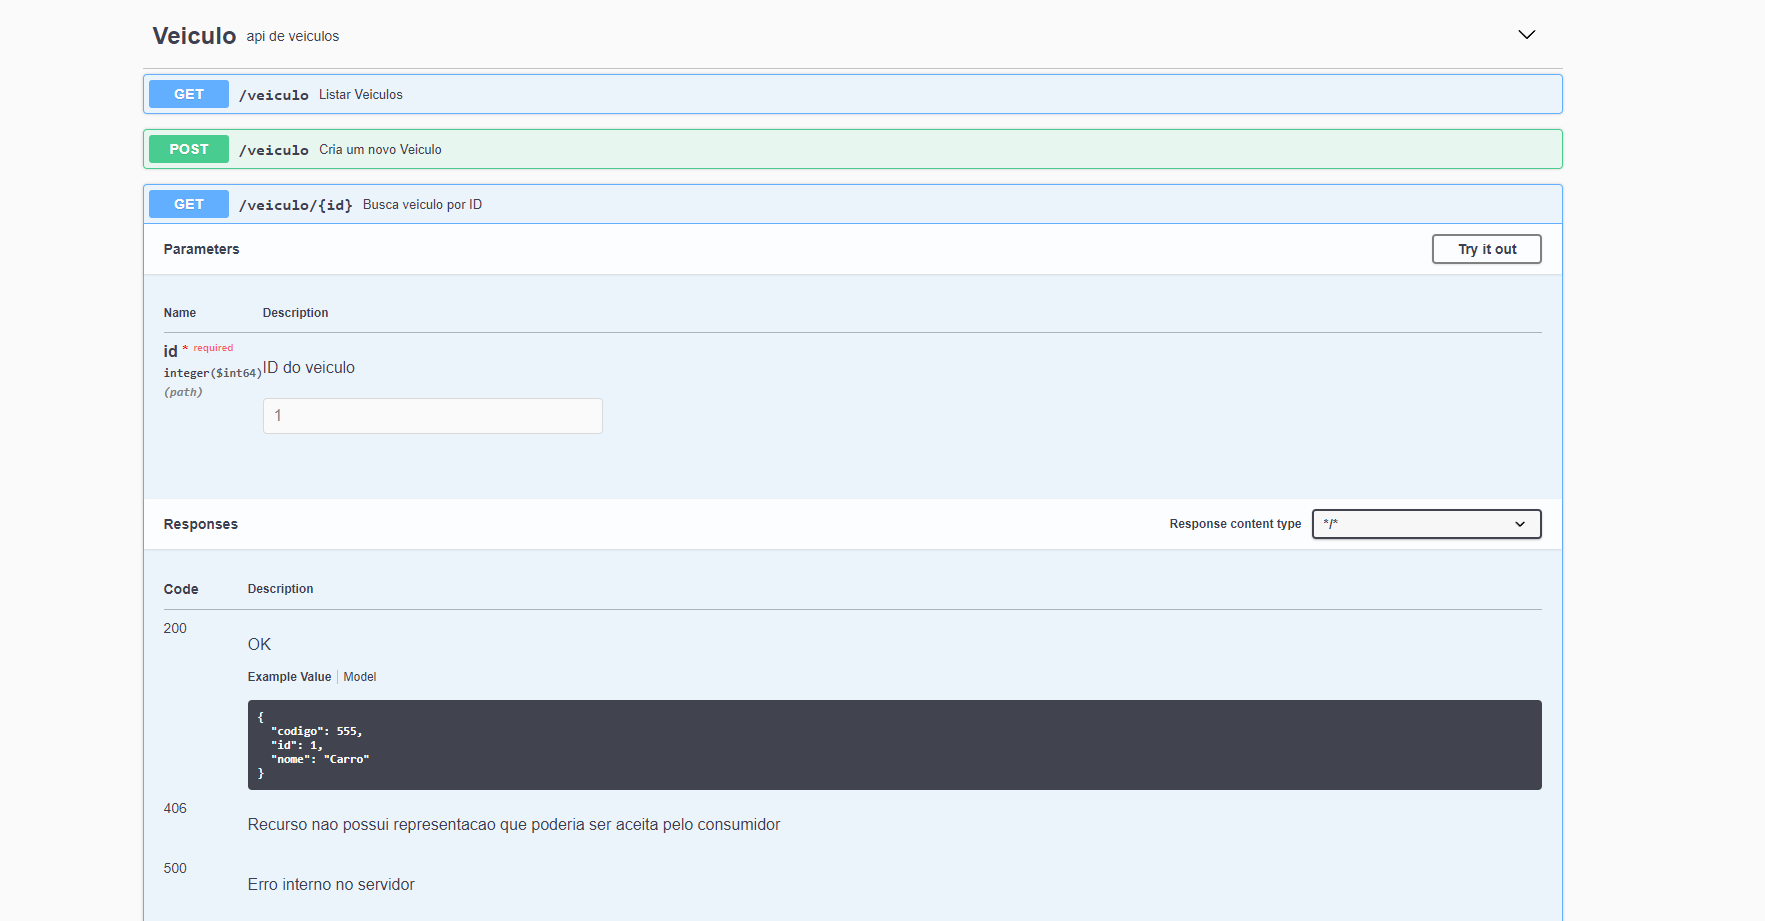 Veiculo api de veiculos
GET /veiculo Listar Veiculos
POST /veiculo Cria um novo Veiculo
GET /veiculo/{id} Busca veiculo por ID
Parameters Try it out
Name Description
id * required
integer($int64)
(path)
ID do veiculo
1
Responses Response content type */*
Code Description
200
OK
Example Value Model
{
"codigo": 555,
"id": 1,
"nome": "Carro"
}
406
Recurso nao possui representacao que poderia ser aceita pelo consumidor
500
Erro interno no servidor